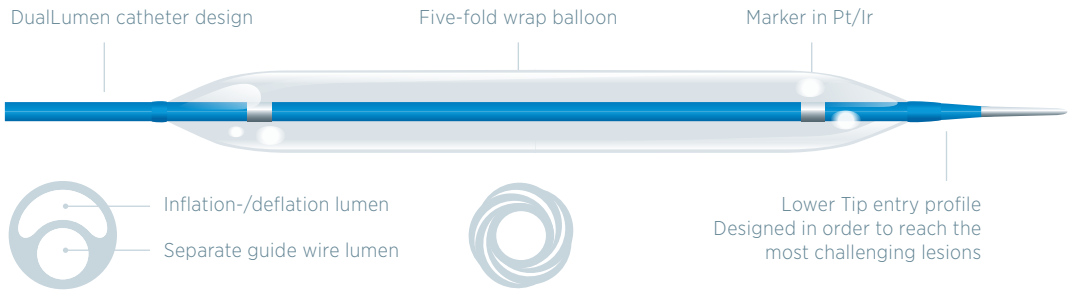 DualLumen catheter design
Five-fold wrap balloon
Marker in Pt/Ir
Inflation-/deflation lumen
Separate guide wire lumen
Lower Tip entry profile
Designed in order to reach the
most challenging lesions